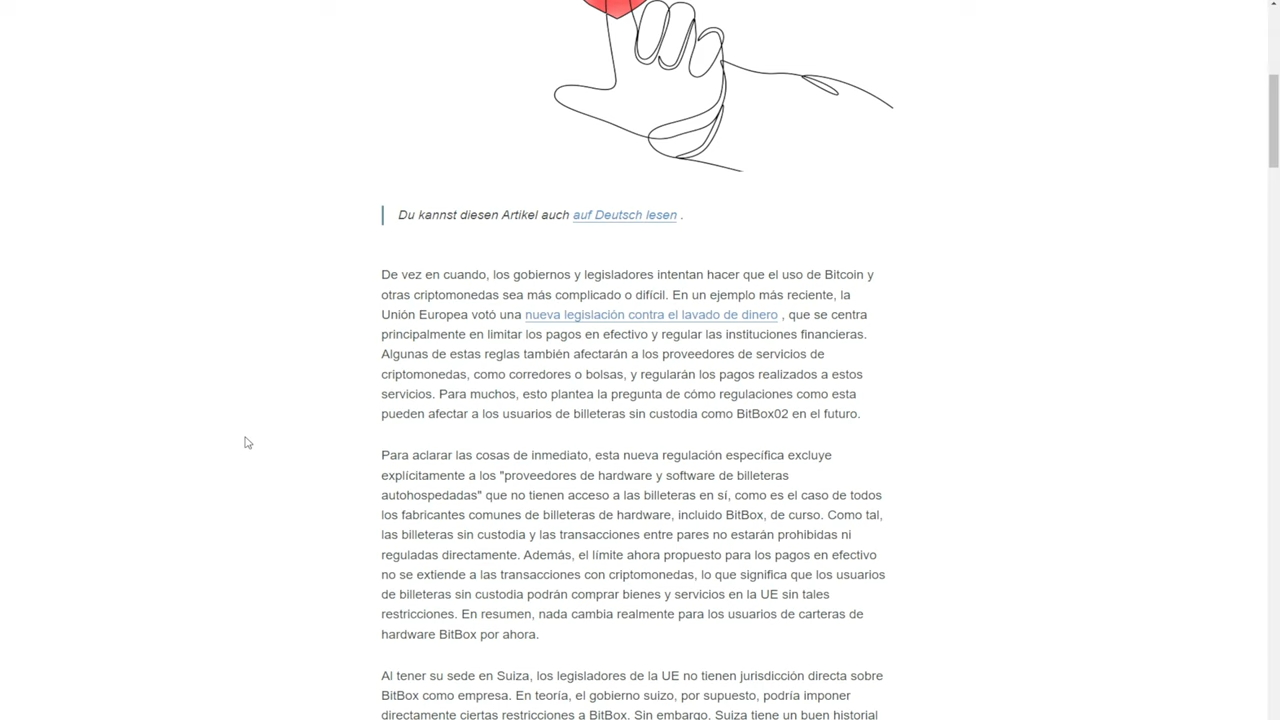 Du kannst diesen Artikel auch auf Deutsch lesen .
De vez en cuando, los gobiernos y legisladores intentan hacer que el uso de Bitcoin y
otras criptomonedas sea más complicado o difícil. En un ejemplo más reciente, la
Unión Europea votó una nueva legislación contra el lavado de dinero , que se centra
principalmente en limitar los pagos en efectivo y regular las instituciones financieras.
Algunas de estas reglas también afectarán a los proveedores de servicios de
criptomonedas, como corredores o bolsas, y regularán los pagos realizados a estos
servicios. Para muchos, esto plantea la pregunta de cómo regulaciones como esta
pueden afectar a los usuarios de billeteras sin custodia como BitBox02 en el futuro.
Para aclarar las cosas de inmediato, esta nueva regulación específica excluye
explícitamente a los "proveedores de hardware y software de billeteras
autohospedadas" que no tienen acceso a las billeteras en sí, como es el caso de todos
los fabricantes comunes de billeteras de hardware, incluido BitBox, de curso. Como tal,
las billeteras sin custodia y las transacciones entre pares no estarán prohibidas ni
reguladas directamente. Además, el límite ahora propuesto para los pagos en efectivo
no se extiende a las transacciones con criptomonedas, lo que significa que los usuarios
de billeteras sin custodia podrán comprar bienes y servicios en la UE sin tales
restricciones. En resumen, nada cambia realmente para los usuarios de carteras de
hardware BitBox por ahora.
Al tener su sede en Suiza, los legisladores de la UE no tienen jurisdicción directa sobre
BitBox como empresa. En teoría, el gobierno suizo, por supuesto, podría imponer
directamente ciertas restricciones a BitBox. Sin embargo, Suiza tiene un buen historial